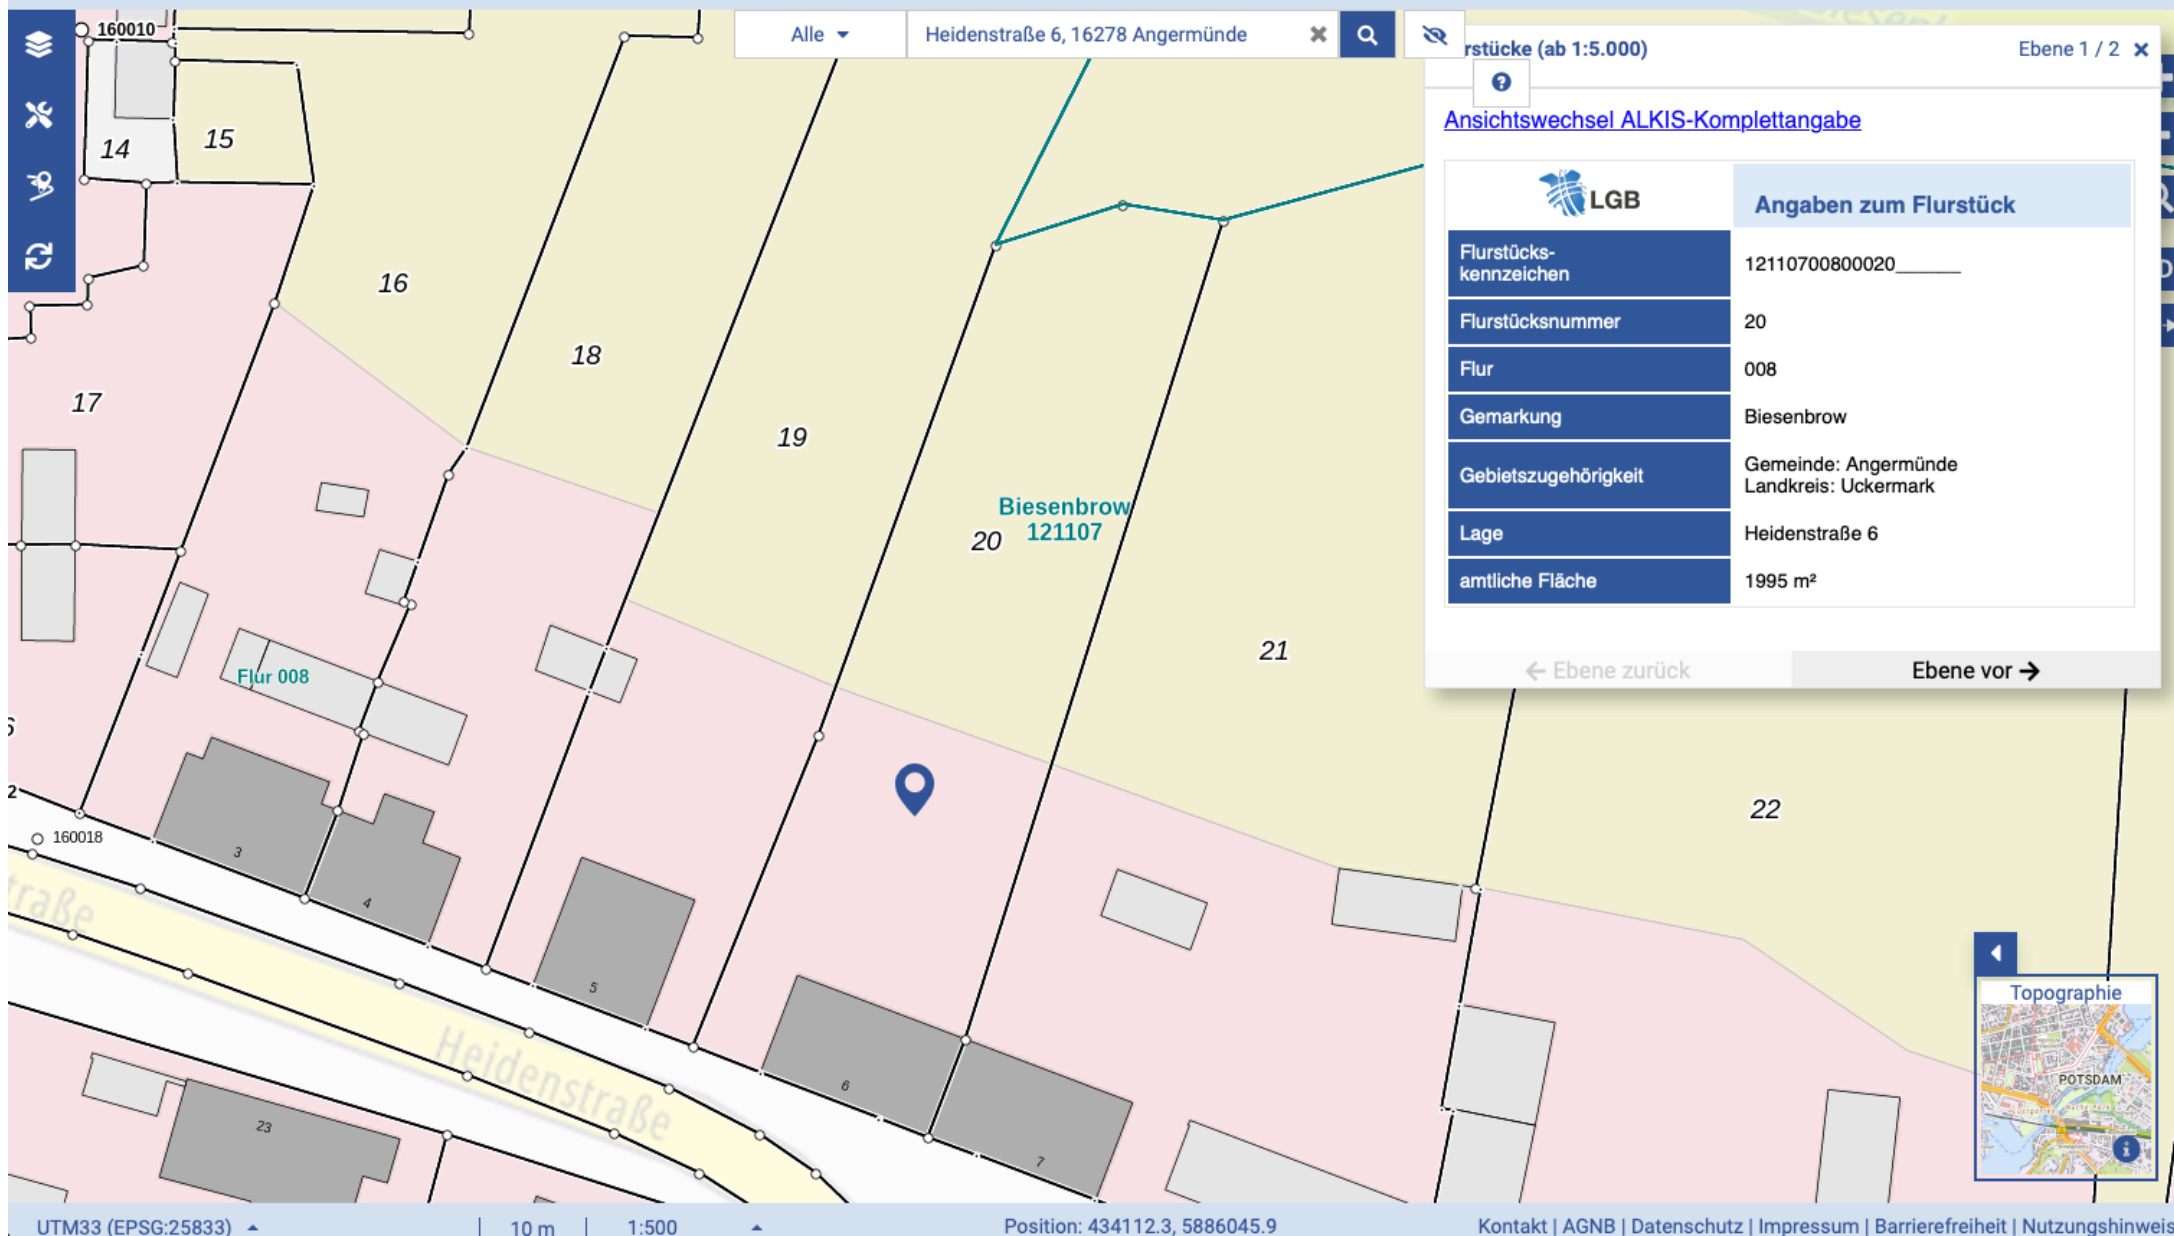 Alle
Heidenstraße 6, 16278 Angermünde
rstücke (ab 1:5.000)
Ebene 1 / 2
Ansichtswechsel ALKIS-Komplettangabe
LGB
Angaben zum Flurstück
Flurstücks-
kennzeichen
12110700800020______
Flurstücksnummer
20
Flur
008
Gemarkung
Biesenbrow
Gebietszugehörigkeit
Gemeinde: Angermünde
Landkreis: Uckermark
Lage
Heidenstraße 6
amtliche Fläche
1995 m²
Ebene zurück
Ebene vor
160010
14
15
16
18
17
19
Biesenbrow
121107
20
21
22
Flur 008
2
160018
3
4
5
6
7
23
traße
Heidenstraße
Topographie
POTSDAM
UTM33 (EPSG:25833)
10 m
1:500
Position: 434112.3, 5886045.9
Kontakt | AGNB | Datenschutz | Impressum | Barrierefreiheit | Nutzungshinweis